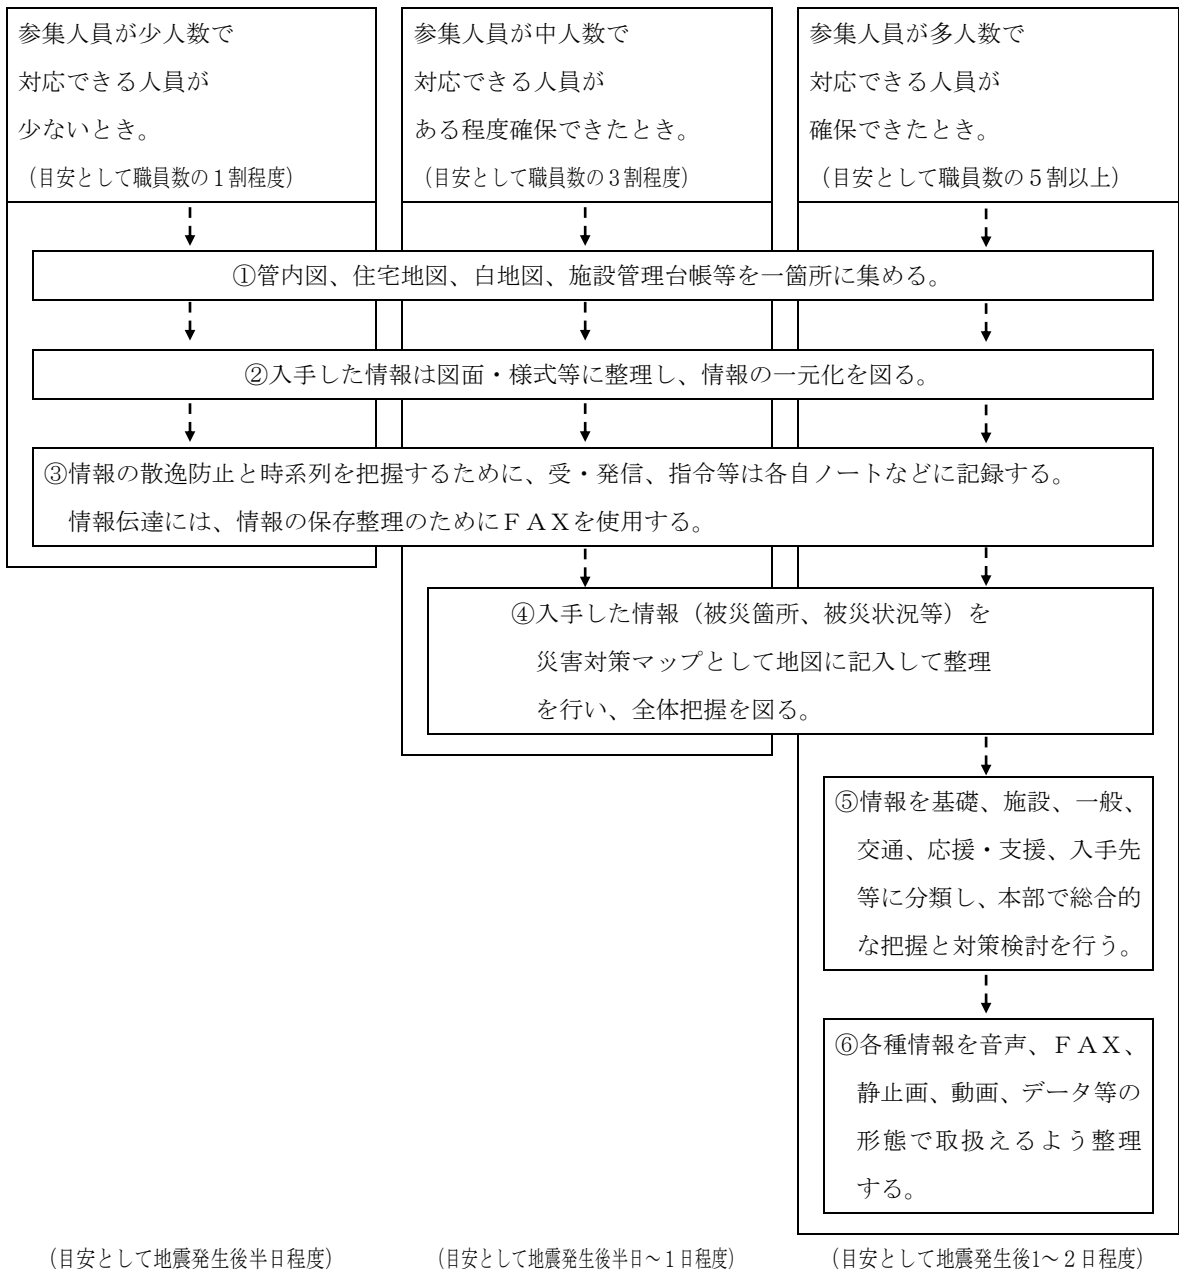 参集人員が少人数で
対応できる人員が
少ないとき。
（目安として職員数の１割程度）
参集人員が中人数で
対応できる人員が
ある程度確保できたとき。
（目安として職員数の３割程度）
参集人員が多人数で
対応できる人員が
確保できたとき。
（目安として職員数の５割以上）
①管内図、住宅地図、白地図、施設管理台帳等を一箇所に集める。
②入手した情報は図面・様式等に整理し、情報の一元化を図る。
③情報の散逸防止と時系列を把握するために、受・発信、指令等は各自ノートなどに記録する。
情報伝達には、情報の保存整理のためにＦＡＸを使用する。
④入手した情報（被災箇所、被災状況等）を
災害対策マップとして地図に記入して整理
を行い、全体把握を図る。
⑤情報を基礎、施設、一般、
交通、応援・支援、入手先
等に分類し、本部で総合的
な把握と対策検討を行う。
⑥各種情報を音声、ＦＡＸ、
静止画、動画、データ等の
形態で取扱えるよう整理
する。
（目安として地震発生後半日程度）
（目安として地震発生後半日～１日程度）
（目安として地震発生後1～２日程度）